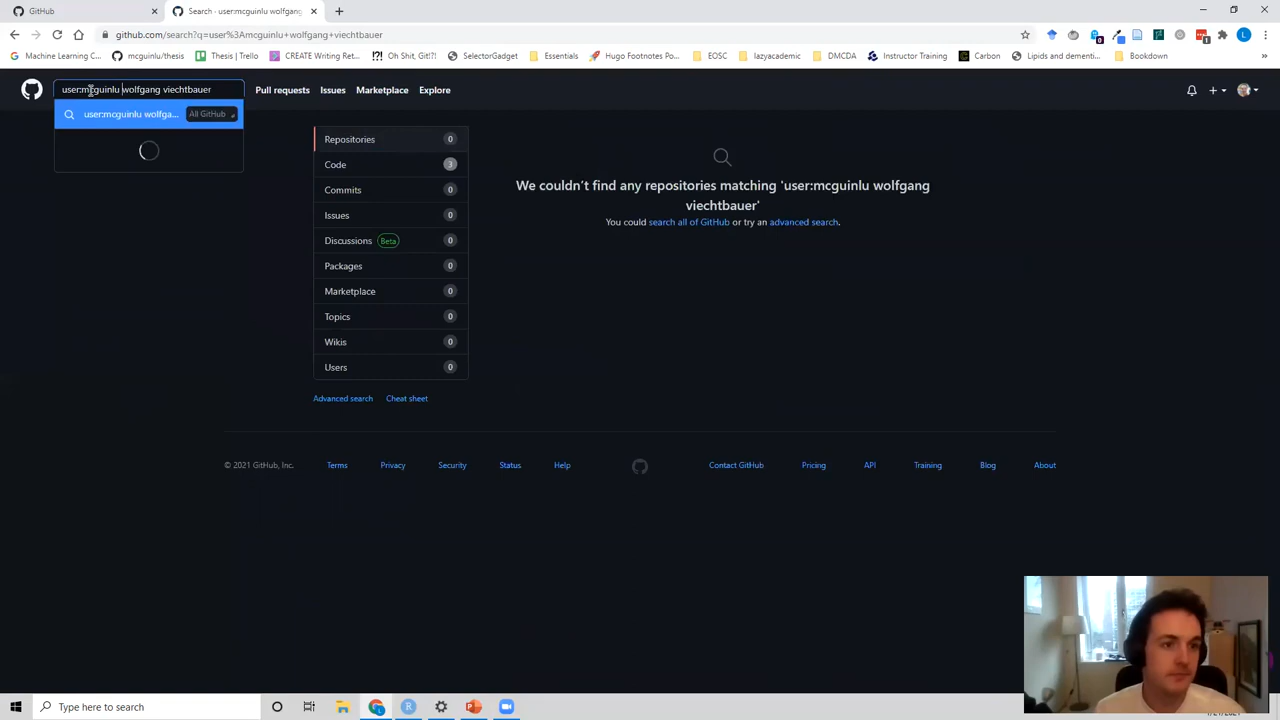 GitHub
Search · user:mcguinlu wolfgang
github.com/search?q=user%3Amcguinlu+wolfgang+viechtbauer
Machine Learning C...
mcguinlu/thesis
Thesis | Trello
CREATE Writing Ret...
Oh Shit, Git!?!
SelectorGadget
Essentials
Hugo Footnotes Po...
EOSC
lazyacademic
DMCDA
Instructor Training
Carbon
Lipids and dementi...
Bookdown
user:mcguinlu wolfgang viechtbauer
Pull requests
Issues
Marketplace
Explore
user:mcguinlu wolfga...
All GitHub
Repositories 0
Code 3
Commits 0
Issues 0
Discussions Beta 0
Packages 0
Marketplace 0
Topics 0
Wikis 0
Users 0
Advanced search
Cheat sheet
We couldn't find any repositories matching 'user:mcguinlu wolfgang
viechtbauer'
You could search all of GitHub or try an advanced search.
© 2021 GitHub, Inc.
Terms
Privacy
Security
Status
Help
Contact GitHub
Pricing
API
Training
Blog
About
Type here to search